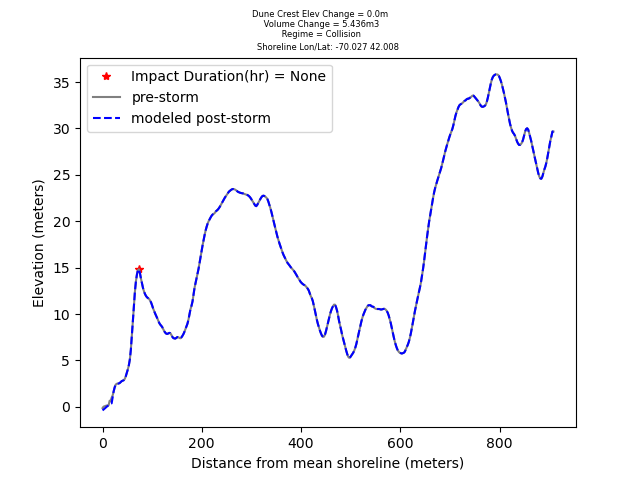 Dune Crest Elev Change = 0.0m
Volume Change = 5.436m3
Regime = Collision
Shoreline Lon/Lat: -70.027 42.008
Impact Duration(hr) = None
pre-storm
modeled post-storm
Elevation (meters)
35
30
25
20
15
10
5
0
0 200 400 600 800
Distance from mean shoreline (meters)